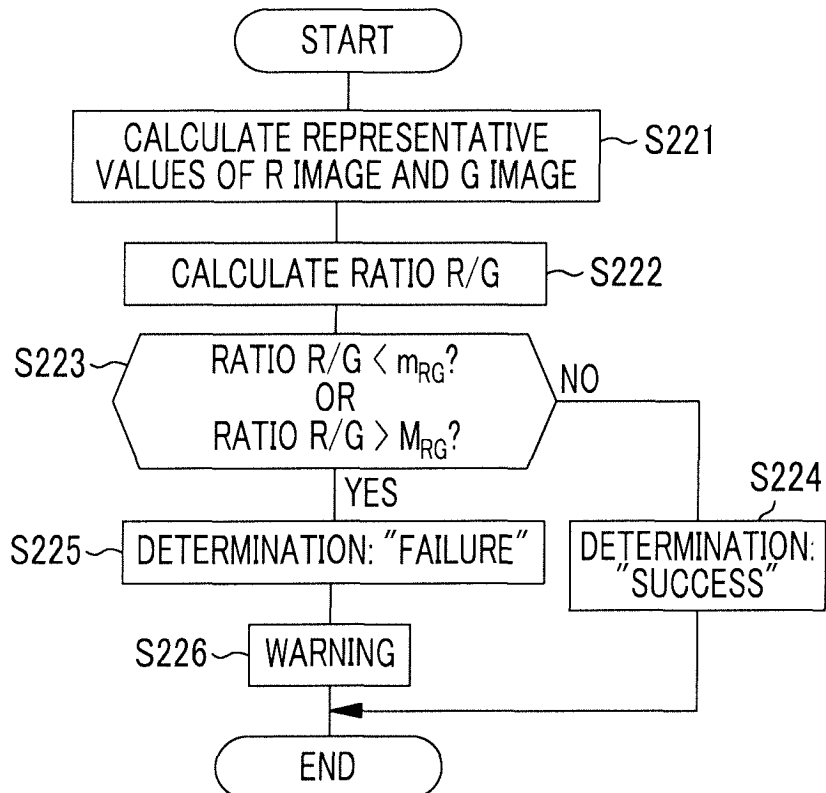 START
CALCULATE REPRESENTATIVE
VALUES OF R IMAGE AND G IMAGE
S221
CALCULATE RATIO R/G
S222
S223
RATIO R/G < mRG?
OR
RATIO R/G > MRG?
NO
YES
S224
S225
DETERMINATION: "FAILURE"
DETERMINATION:
"SUCCESS"
S226
WARNING
END